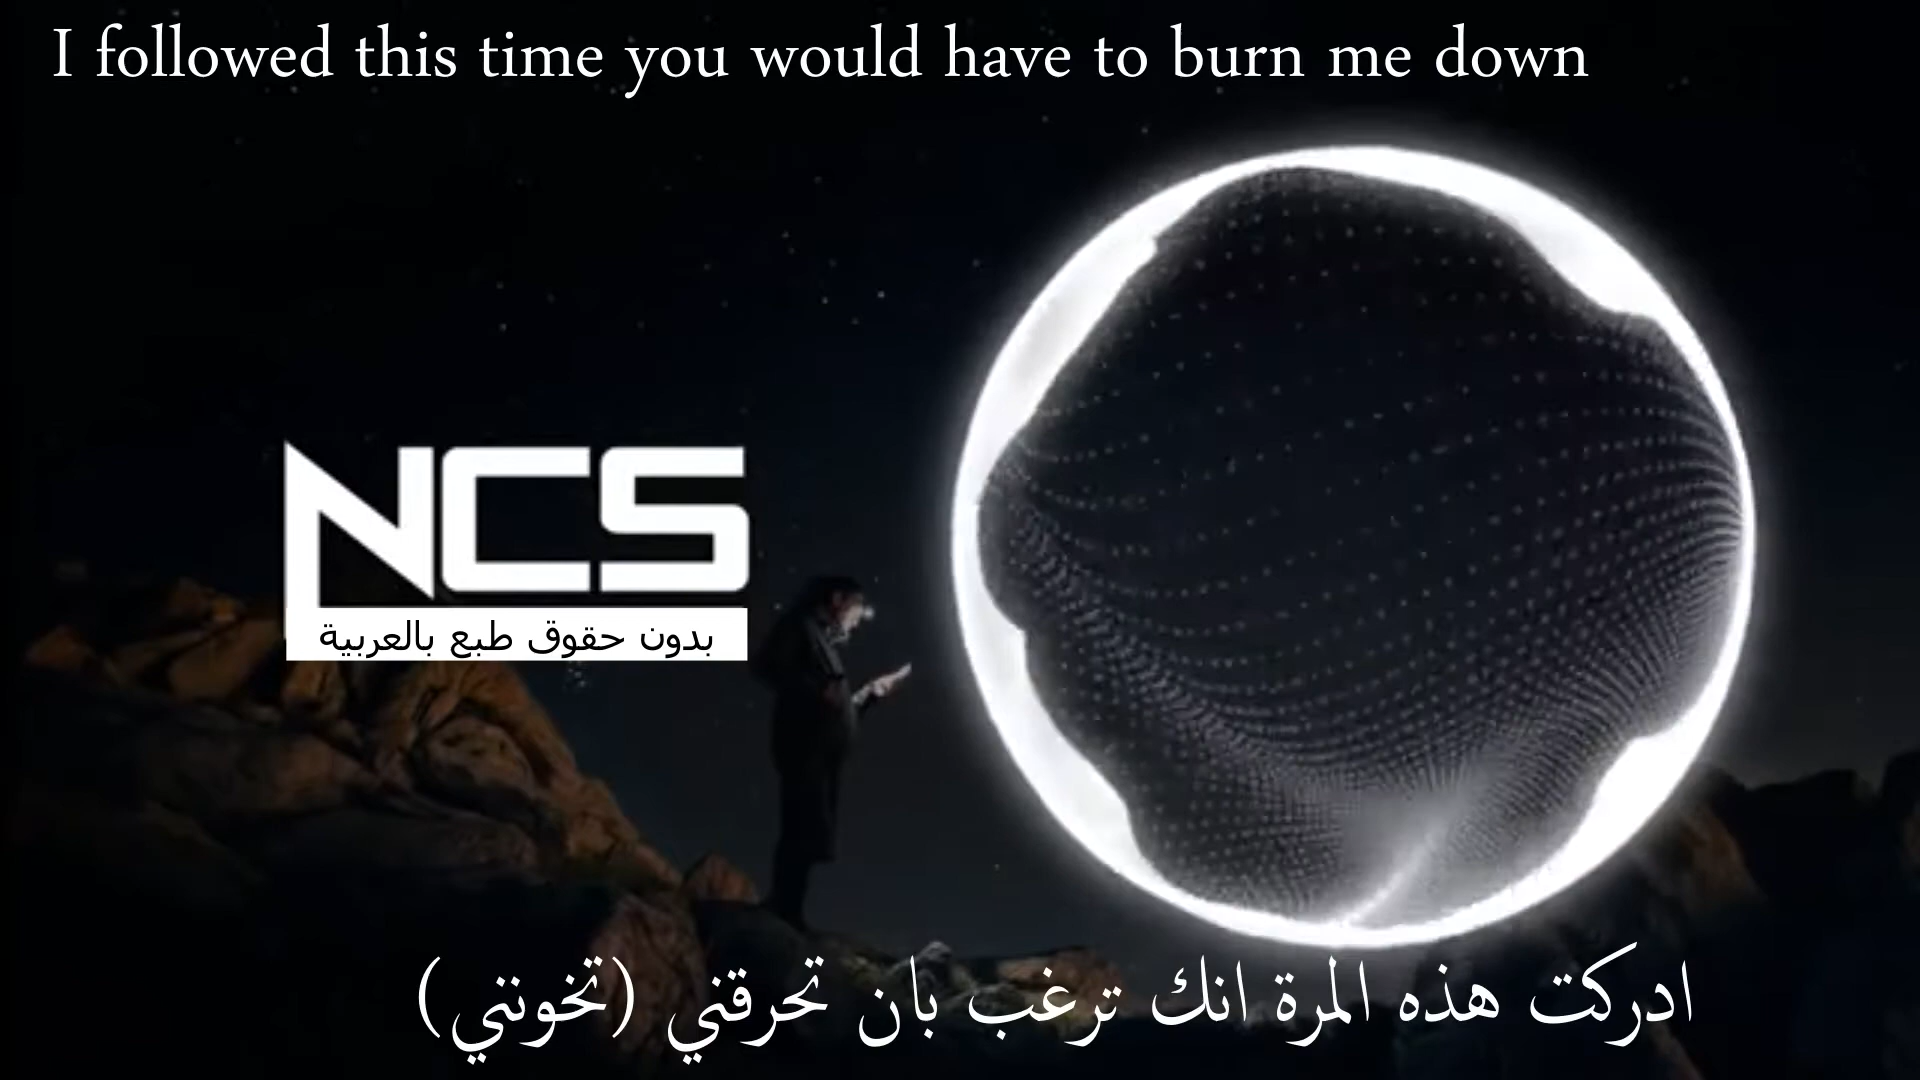 I followed this time you would have to burn me down
NCS
بدون حقوق طبع بالعربية
ادركت هذه المرة انك ترغب بان تحرقني (تخونني)